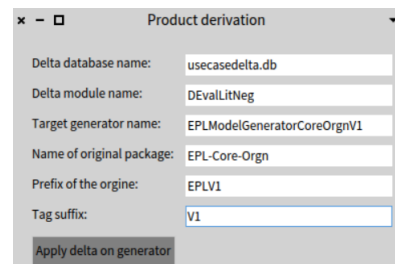 Product derivation
Delta database name: usecasedelta.db
Delta module name: DEvalLitNeg
Target generator name: EPLModelGeneratorCoreOrgnV1
Name of original package: EPL-Core-Orgn
Prefix of the orgine: EPLV1
Tag suffix: V1
Apply delta on generator